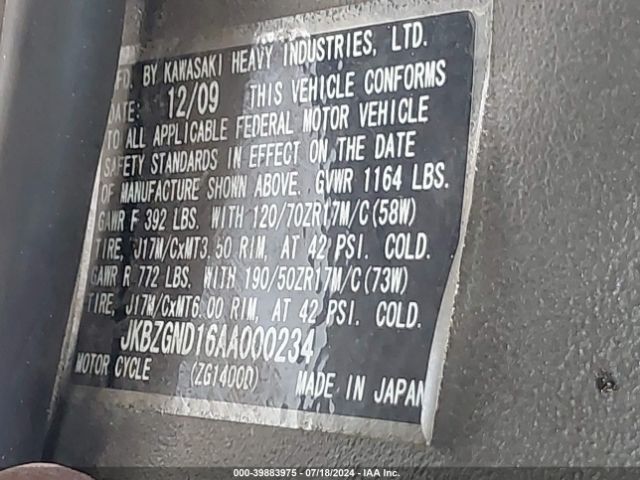 MFD. BY KAWASAKI HEAVY INDUSTRIES, LTD.
DATE: 12/09 THIS VEHICLE CONFORMS
TO ALL APPLICABLE FEDERAL MOTOR VEHICLE
SAFETY STANDARDS IN EFFECT ON THE DATE
OF MANUFACTURE SHOWN ABOVE. GVWR 1164 LBS.
GAWR F 392 LBS. WITH 120/70ZR17M/C(58W)
TIRE, J17M/CxMT3.50 RIM, AT 42 PSI. COLD.
GAWR R 772 LBS. WITH 190/50ZR17M/C(73W)
TIRE, J17M/CxMT6.00 RIM, AT 42 PSI. COLD.
JKBZGND16AA000234
MOTOR CYCLE (ZG1400D) MADE IN JAPAN
000-39883975 - 07/18/2024 - IAA Inc.